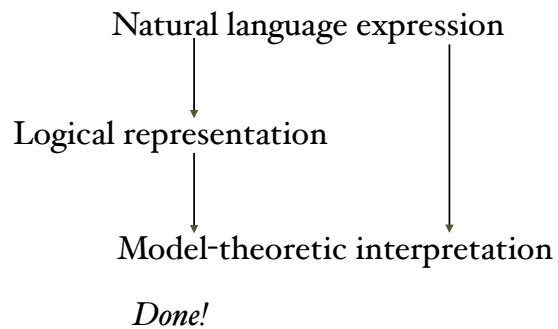 Natural language expression
Logical representation
Model-theoretic interpretation
Done!